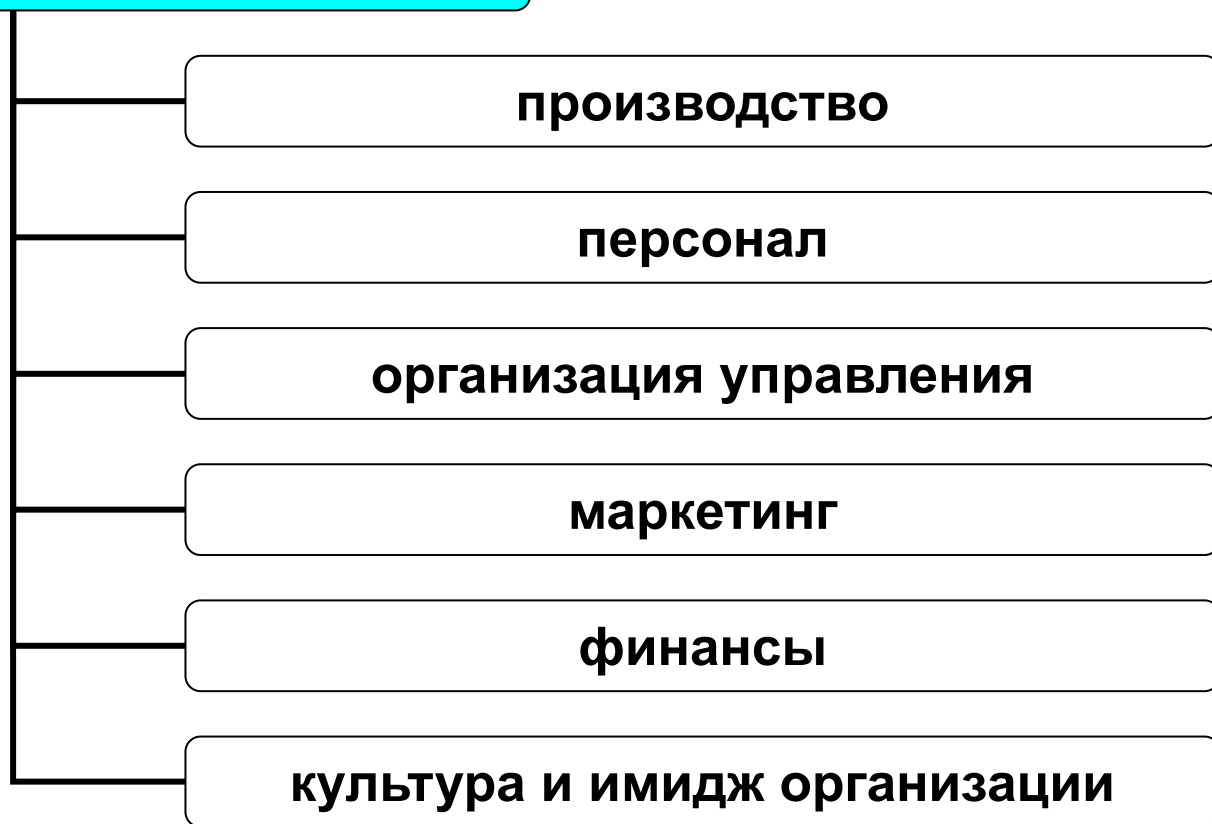 производство
персонал
организация управления
маркетинг
финансы
культура и имидж организации